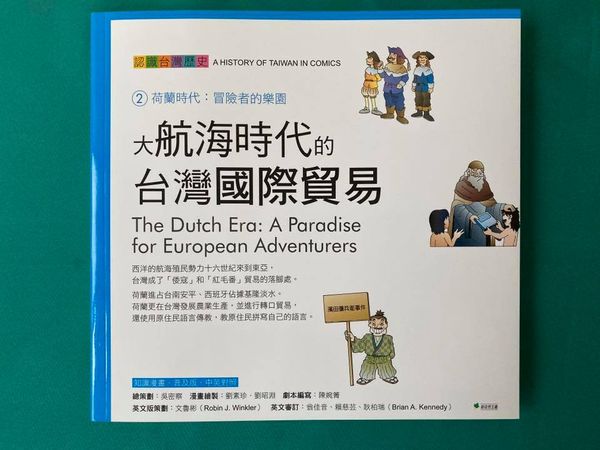 認識台灣歷史 A HISTORY OF TAIWAN IN COMICS
② 荷蘭時代：冒險者的樂園
大航海時代的
台灣國際貿易
The Dutch Era: A Paradise
for European Adventurers
西洋的航海殖民勢力十六世紀來到東亞，
台灣成了「倭寇」和「紅毛番」貿易的落腳處。
荷蘭進占台南安平、西班牙佔據基隆淡水。
荷蘭更在台灣發展農業生產，並進行轉口貿易，
還使用原住民語言傳教，教原住民拼寫自己的語言。
濱田彌兵衛事件
知識漫畫・普及版・中英對照
總策劃：吳密察 漫畫繪製：劉素珍・劉昭淵 劇本編寫：陳婉菁
英文版策劃：文魯彬（Robin J. Winkler） 英文審訂：翁佳音、賴慈芸、耿柏瑞（Brian A. Kennedy）